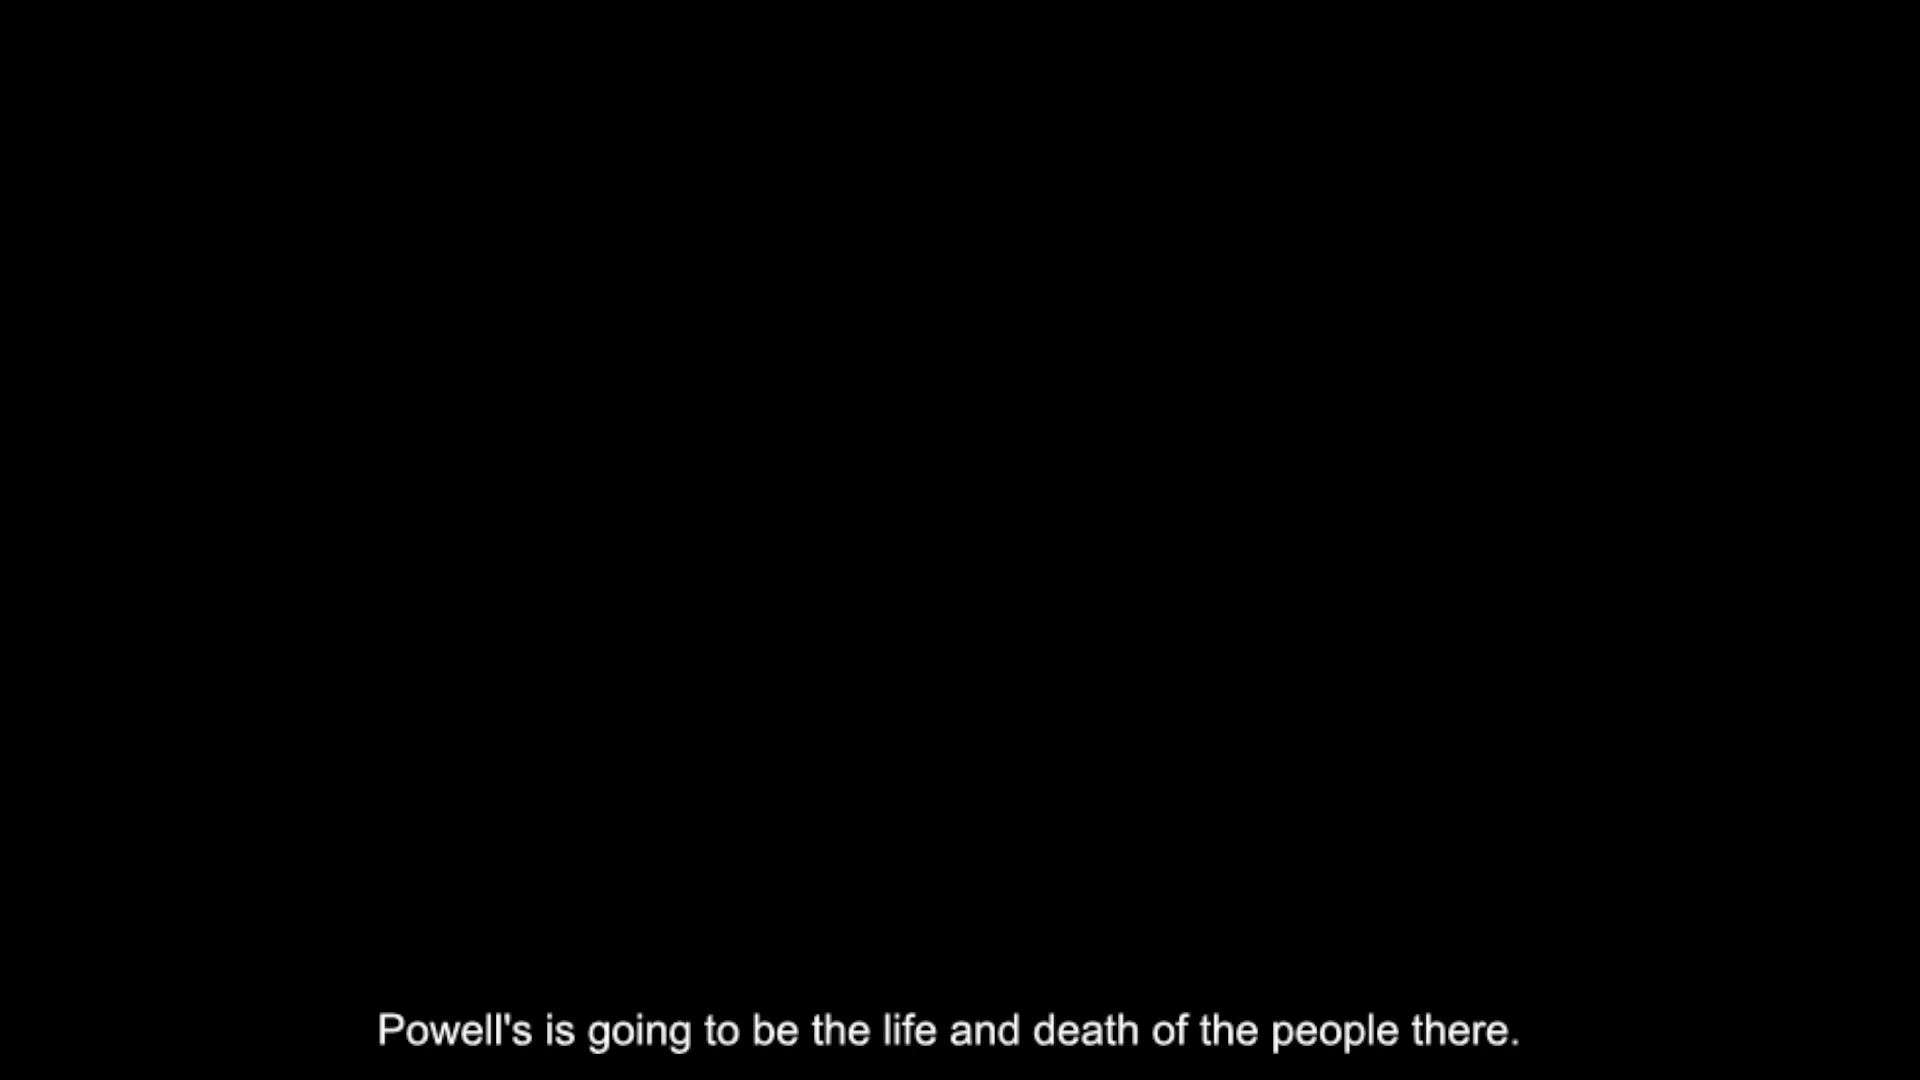 Powell's is going to be the life and death of the people there.